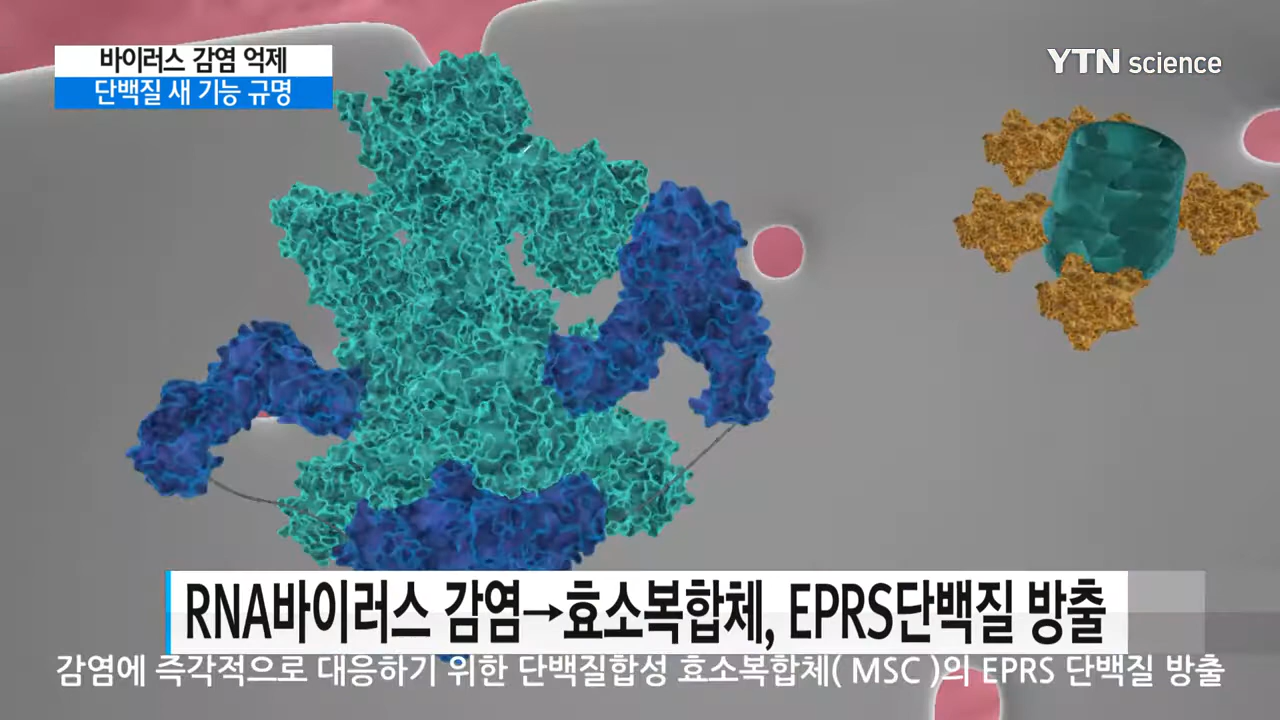 바이러스 감염 억제
단백질 새 기능 규명
YTN science
RNA바이러스 감염→효소복합체, EPRS단백질 방출
감염에 즉각적으로 대응하기 위한 단백질합성 효소복합체( MSC )의 EPRS 단백질 방출